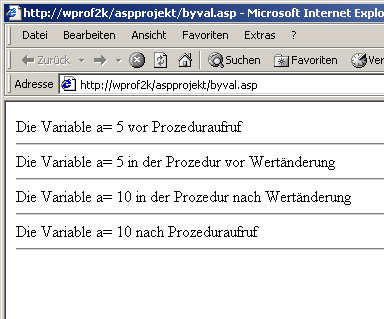 http://wprof2k/aspprojekt/byval.asp - Microsoft Internet Explo
Datei Bearbeiten Ansicht Favoriten Extras ?
Zurück Suchen Favoriten Ver
Adresse http://wprof2k/aspprojekt/byval.asp
Die Variable a= 5 vor Prozeduraufruf
Die Variable a= 5 in der Prozedur vor Wertänderung
Die Variable a= 10 in der Prozedur nach Wertänderung
Die Variable a= 10 nach Prozeduraufruf